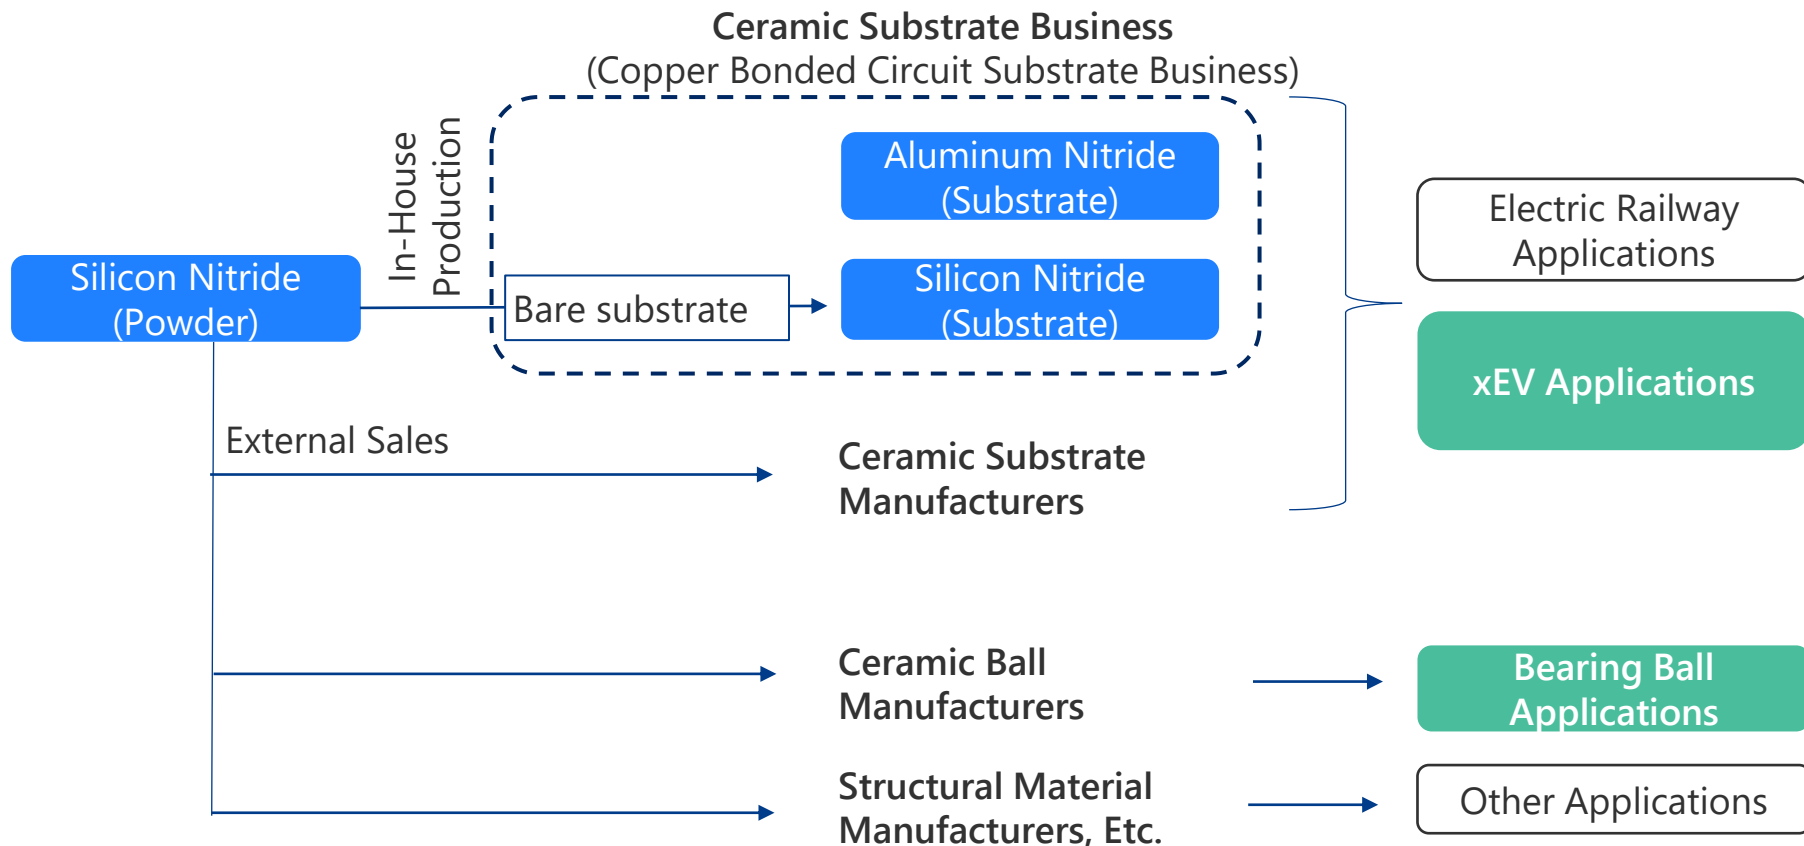 Ceramic Substrate Business
(Copper Bonded Circuit Substrate Business)
In-House
Production
Aluminum Nitride
(Substrate)
Electric Railway
Applications
Silicon Nitride
(Powder)
Bare substrate
Silicon Nitride
(Substrate)
xEV Applications
External Sales
Ceramic Substrate
Manufacturers
Ceramic Ball
Manufacturers
Bearing Ball
Applications
Structural Material
Manufacturers, Etc.
Other Applications